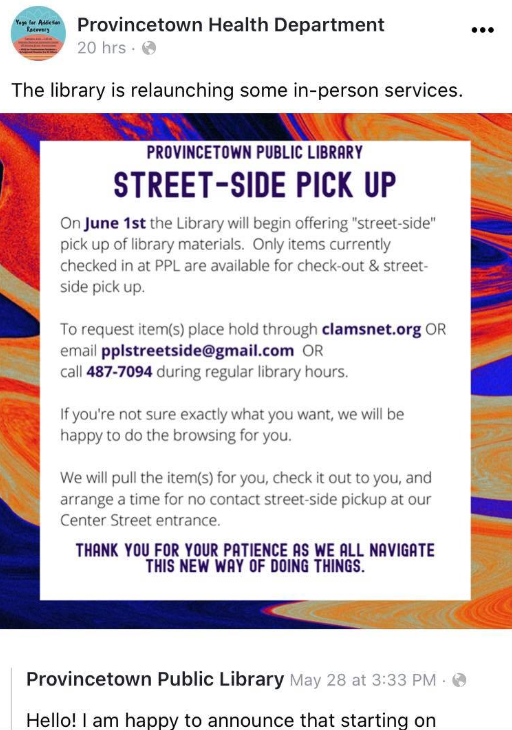 Yoga for Addiction
Recovery
Provincetown Health Department
20 hrs ·
The library is relaunching some in-person services.
PROVINCETOWN PUBLIC LIBRARY
STREET-SIDE PICK UP
On June 1st the Library will begin offering "street-side"
pick up of library materials.  Only items currently
checked in at PPL are available for check-out & street-
side pick up.
To request item(s) place hold through clamsnet.org OR
email pplstreetside@gmail.com  OR
call 487-7094 during regular library hours.
If you're not sure exactly what you want, we will be
happy to do the browsing for you.
We will pull the item(s) for you, check it out to you, and
arrange a time for no contact street-side pickup at our
Center Street entrance.
THANK YOU FOR YOUR PATIENCE AS WE ALL NAVIGATE
THIS NEW WAY OF DOING THINGS.
Provincetown Public Library May 28 at 3:33 PM ·
Hello! I am happy to announce that starting on